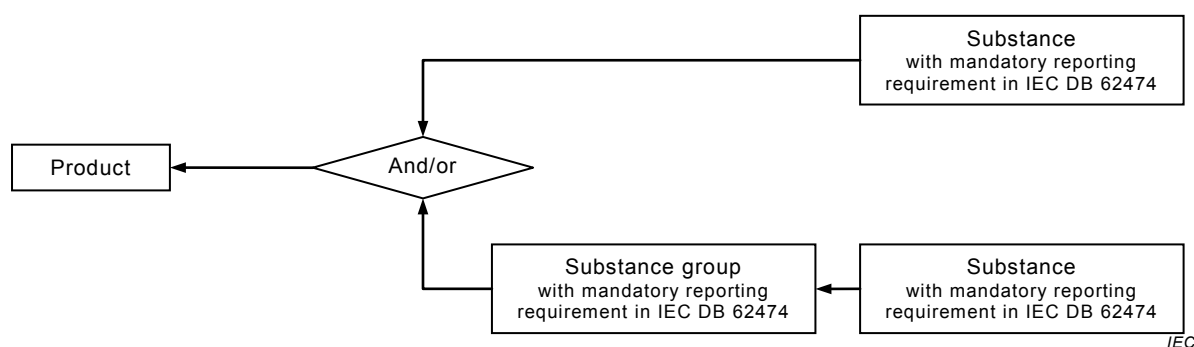 Substance
with mandatory reporting
requirement in IEC DB 62474
Product
And/or
Substance group
with mandatory reporting
requirement in IEC DB 62474
Substance
with mandatory reporting
requirement in IEC DB 62474
IEC